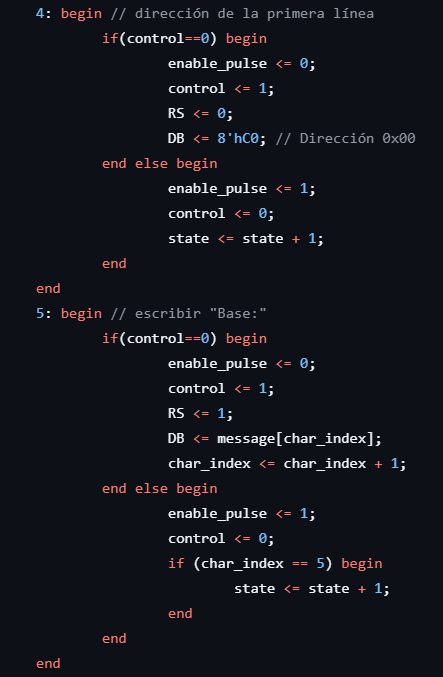 4: begin // dirección de la primera línea
if(control==0) begin
enable_pulse <= 0;
control <= 1;
RS <= 0;
DB <= 8'hC0; // Dirección 0x00
end else begin
enable_pulse <= 1;
control <= 0;
state <= state + 1;
end
end
5: begin // escribir "Base:"
if(control==0) begin
enable_pulse <= 0;
control <= 1;
RS <= 1;
DB <= message[char_index];
char_index <= char_index + 1;
end else begin
enable_pulse <= 1;
control <= 0;
if (char_index == 5) begin
state <= state + 1;
end
end
end